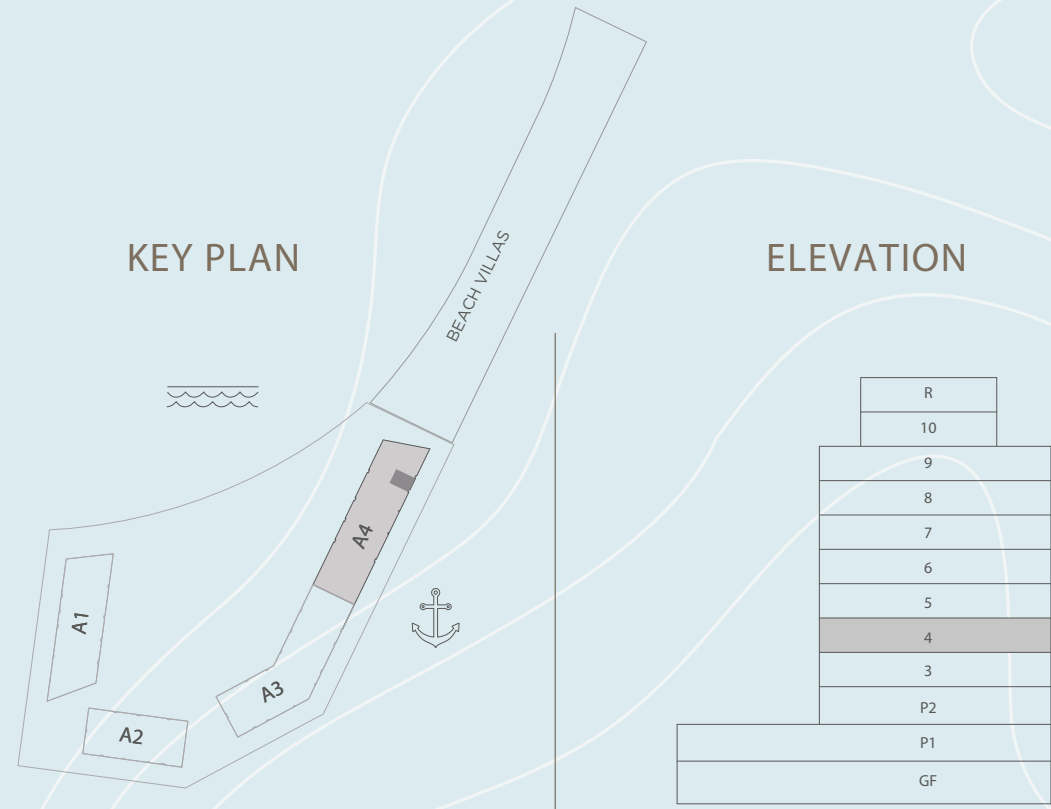 KEY PLAN
ELEVATION
BEACH VILLAS
A4
A1
A3
A2
R
10
9
8
7
6
5
4
3
P2
P1
GF